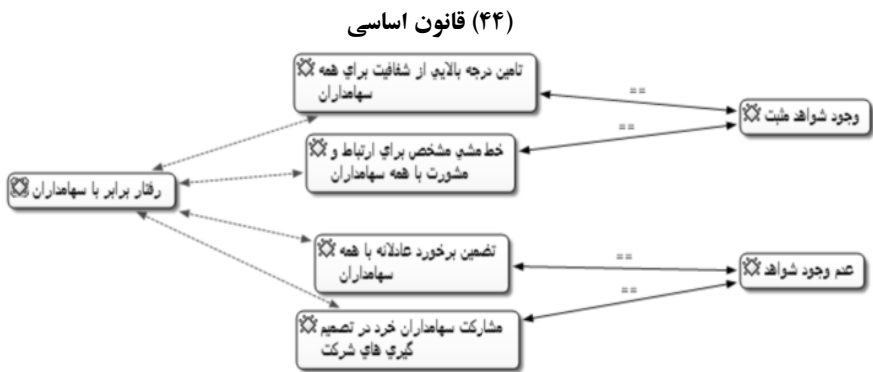 (۴۴) قانون اساسی
تامین درجه بالایی از شفافیت برای همه
سهامداران
==
وجود شواهد مثبت
==
خط مشی مشخص برای ارتباط و
مشورت با همه سهامداران
رفتار برابر با سهامداران
تضمین برخورد عادلانه با همه
سهامداران
==
عدم وجود شواهد
==
مشارکت سهامداران خرد در تصمیم
گیری های شرکت